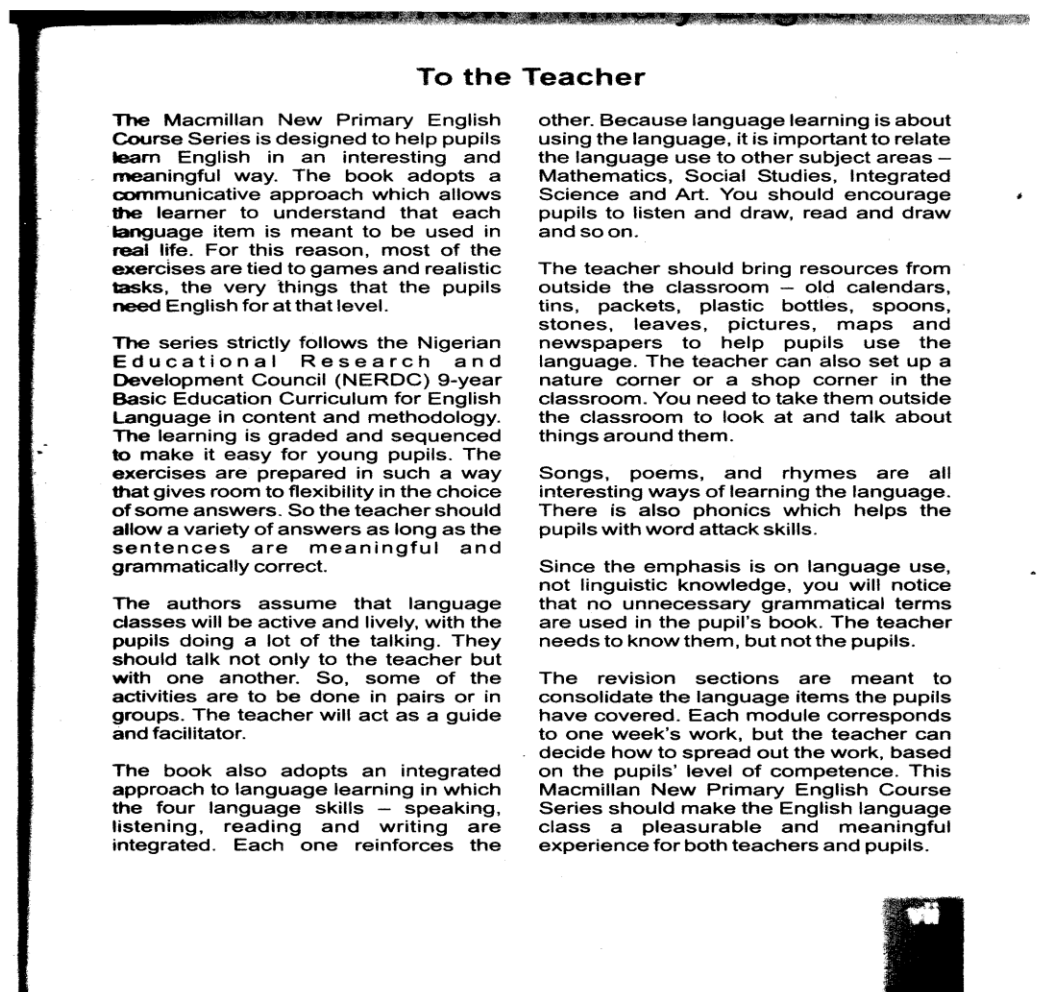 To the Teacher
The Macmillan New Primary English
Course Series is designed to help pupils
learn English in an interesting and
meaningful way. The book adopts a
communicative approach which allows
the learner to understand that each
language item is meant to be used in
real life. For this reason, most of the
exercises are tied to games and realistic
tasks, the very things that the pupils
need English for at that level.
The series strictly follows the Nigerian
Educational Research and
Development Council (NERDC) 9-year
Basic Education Curriculum for English
Language in content and methodology.
The learning is graded and sequenced
to make it easy for young pupils. The
exercises are prepared in such a way
that gives room to flexibility in the choice
of some answers. So the teacher should
allow a variety of answers as long as the
sentences are meaningful and
grammatically correct.
The authors assume that language
classes will be active and lively, with the
pupils doing a lot of the talking. They
should talk not only to the teacher but
with one another. So, some of the
activities are to be done in pairs or in
groups. The teacher will act as a guide
and facilitator.
The book also adopts an integrated
approach to language learning in which
the four language skills – speaking,
listening, reading and writing are
integrated. Each one reinforces the
other. Because language learning is about
using the language, it is important to relate
the language use to other subject areas –
Mathematics, Social Studies, Integrated
Science and Art. You should encourage
pupils to listen and draw, read and draw
and so on.
The teacher should bring resources from
outside the classroom – old calendars,
tins, packets, plastic bottles, spoons,
stones, leaves, pictures, maps and
newspapers to help pupils use the
language. The teacher can also set up a
nature corner or a shop corner in the
classroom. You need to take them outside
the classroom to look at and talk about
things around them.
Songs, poems, and rhymes are all
interesting ways of learning the language.
There is also phonics which helps the
pupils with word attack skills.
Since the emphasis is on language use,
not linguistic knowledge, you will notice
that no unnecessary grammatical terms
are used in the pupil's book. The teacher
needs to know them, but not the pupils.
The revision sections are meant to
consolidate the language items the pupils
have covered. Each module corresponds
to one week's work, but the teacher can
decide how to spread out the work, based
on the pupils' level of competence. This
Macmillan New Primary English Course
Series should make the English language
class a pleasurable and meaningful
experience for both teachers and pupils.
vii